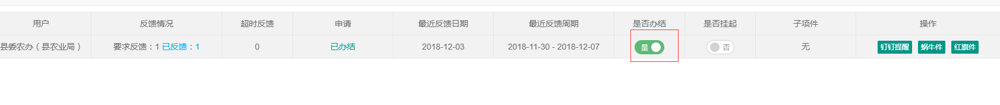 用户 反馈情况 超时反馈 申请 最近反馈日期 最近反馈周期 是否办结 是否挂起 子项件 操作
县委农办（县农业局） 要求反馈：1 已反馈：1 0 已办结 2018-12-03 2018-11-30 - 2018-12-07 是 否 无 钉钉提醒 蜗牛件 红旗件